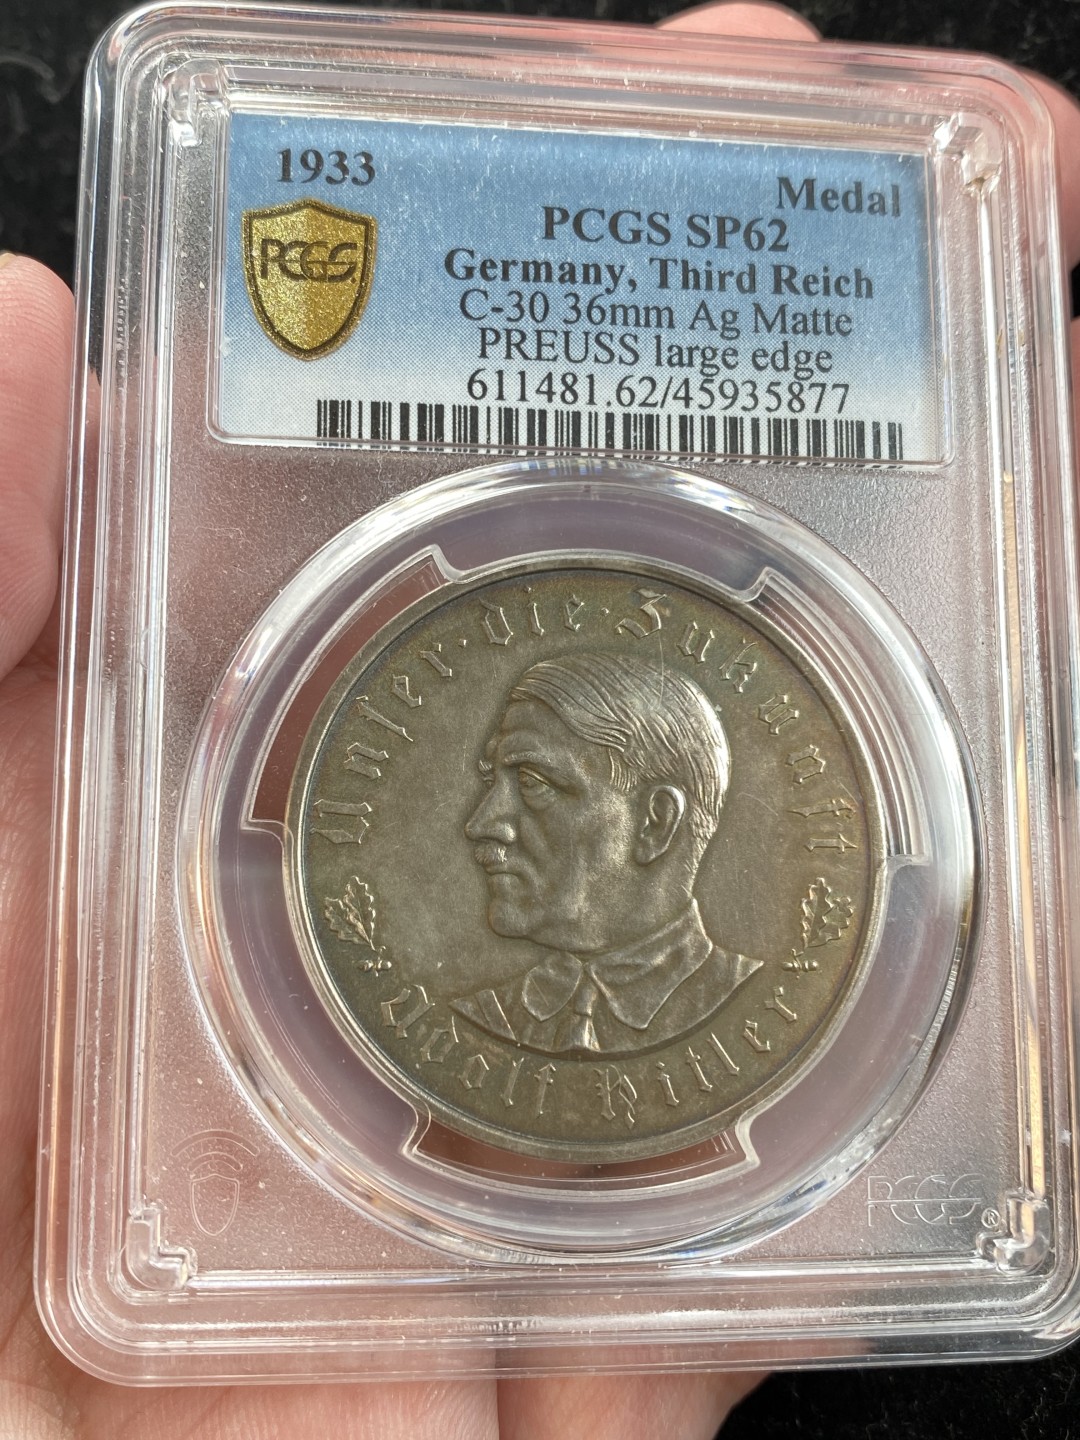 1933
Medal
PCGS
PCGS SP62
Germany, Third Reich
C-30 36mm Ag Matte
PREUSS large edge
611481.62/45935877
Unser·die·Zukunft
Adolf Hitler
PCGS®